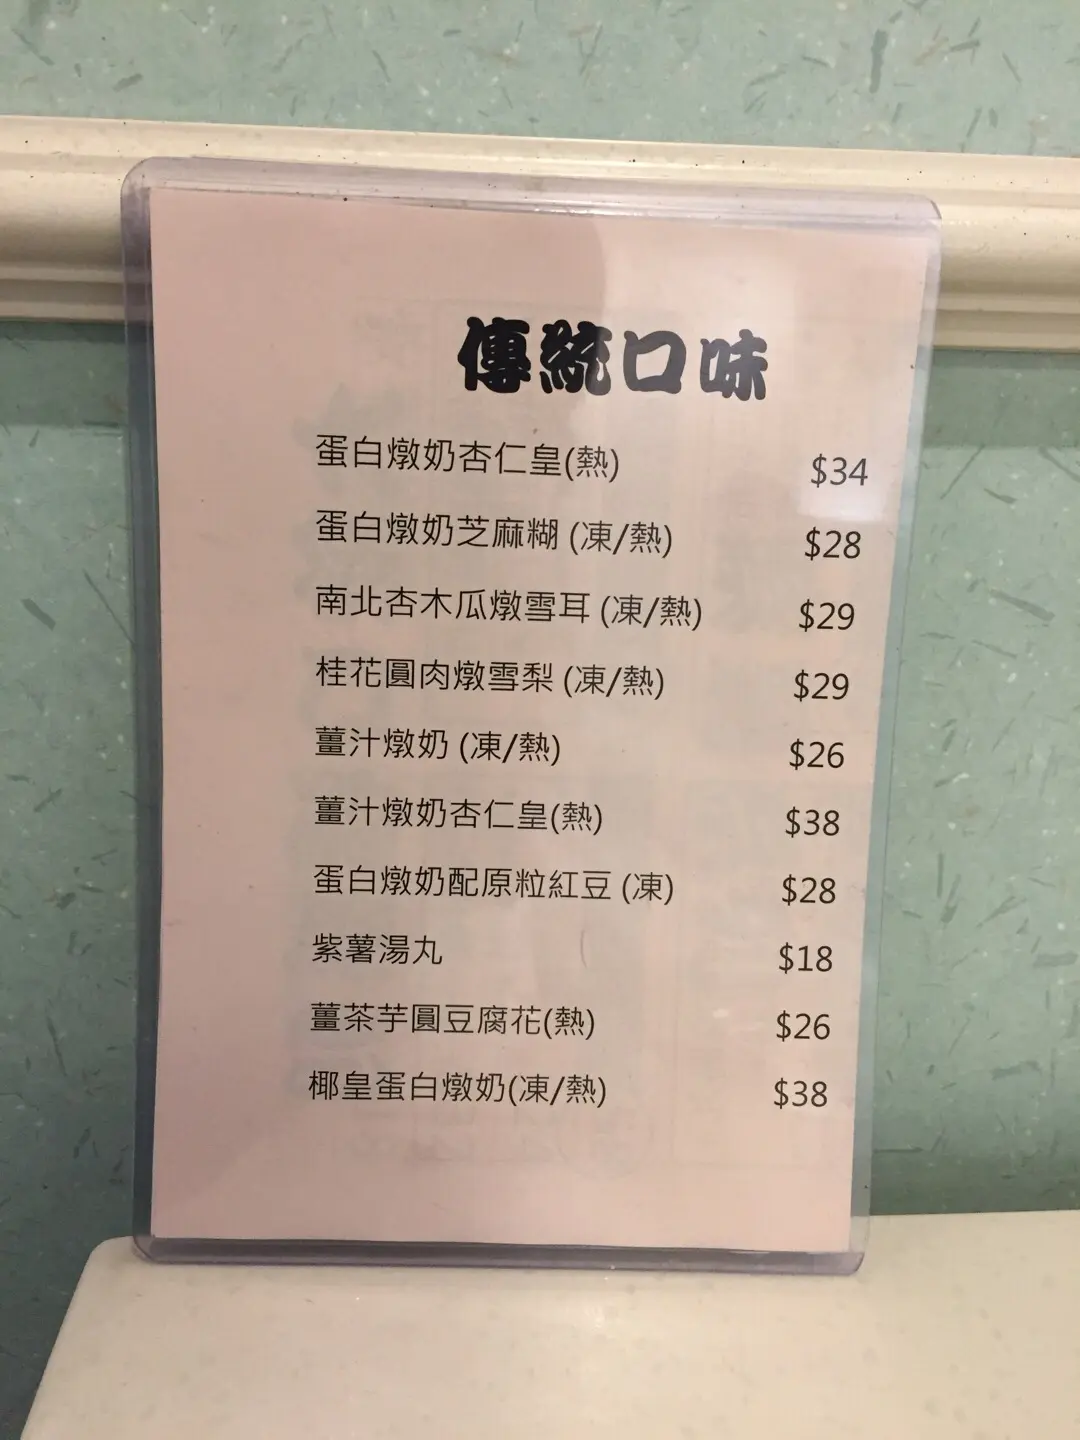 傳統口味
蛋白燉奶杏仁皇(熱) $34
蛋白燉奶芝麻糊 (凍/熱) $28
南北杏木瓜燉雪耳 (凍/熱) $29
桂花圓肉燉雪梨 (凍/熱) $29
薑汁燉奶 (凍/熱) $26
薑汁燉奶杏仁皇(熱) $38
蛋白燉奶配原粒紅豆 (凍) $28
紫薯湯丸 $18
薑茶芋圓豆腐花(熱) $26
椰皇蛋白燉奶(凍/熱) $38